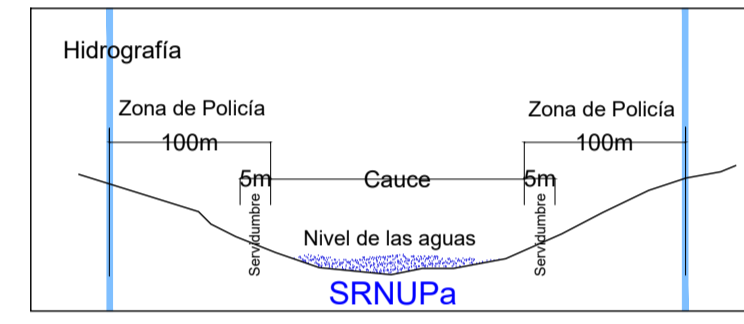 Hidrografía
Zona de Policía
Zona de Policía
100m
100m
5m
Cauce
5m
Servidumbre
Servidumbre
Nivel de las aguas
SRNUPa